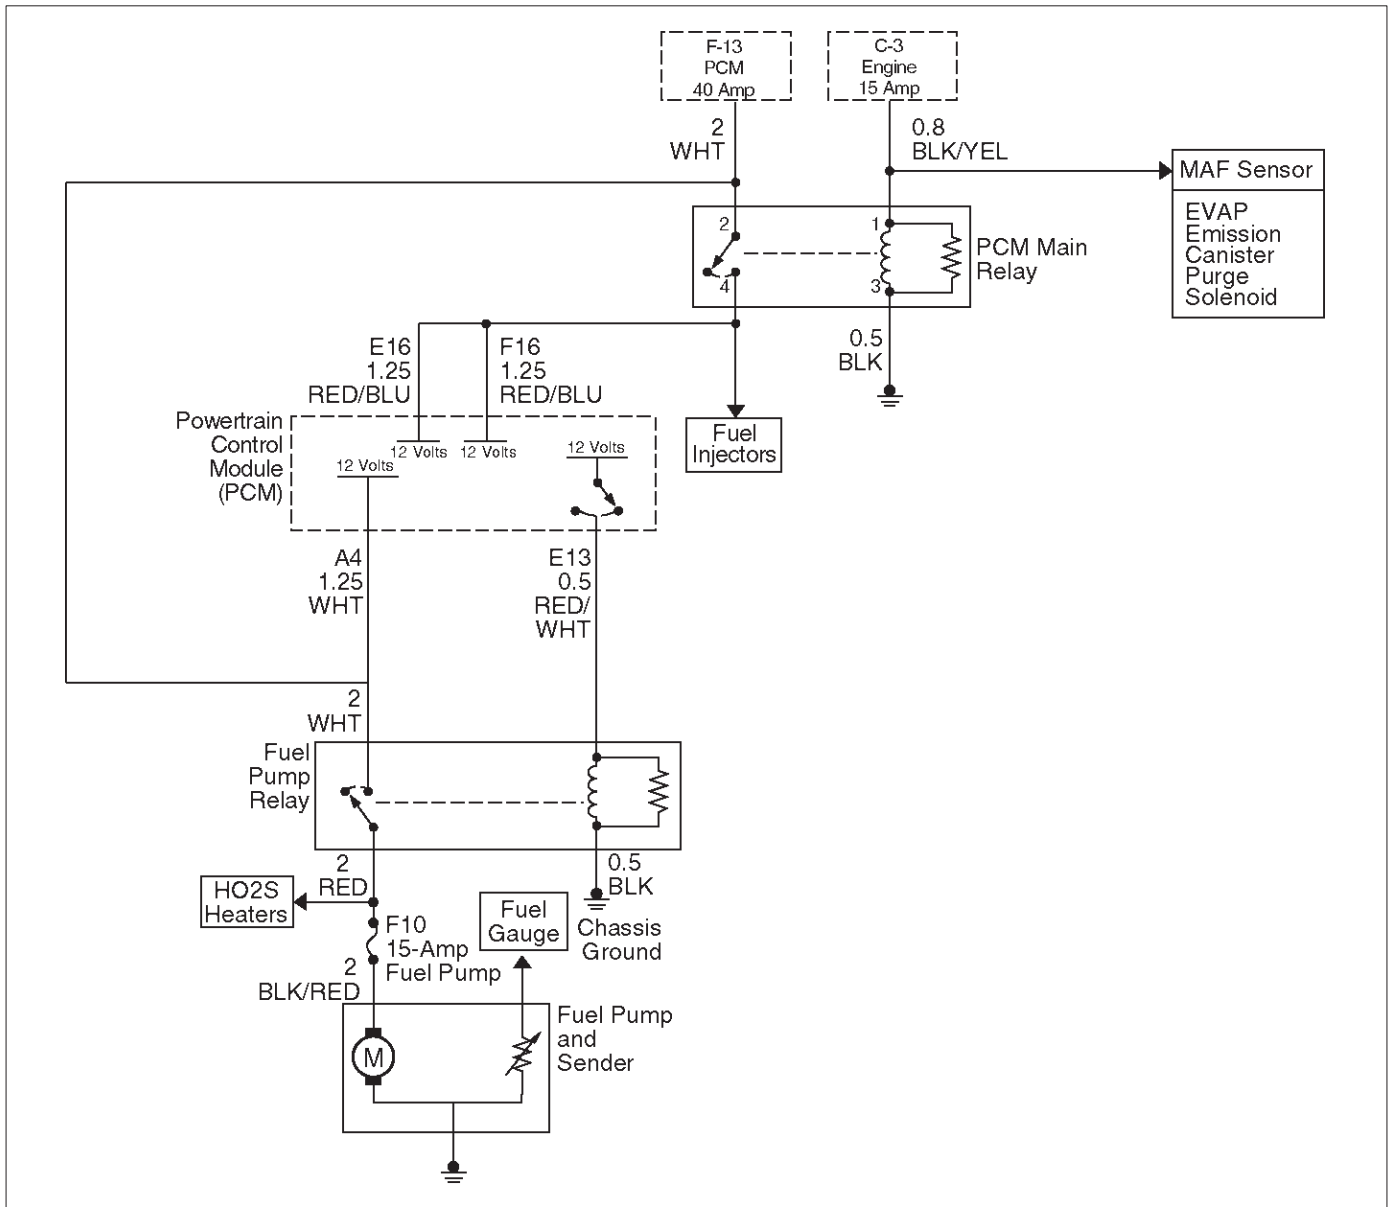 F-13
PCM
40 Amp
C-3
Engine
15 Amp
2
WHT
0.8
BLK/YEL
MAF Sensor
EVAP
Emission
Canister
Purge
Solenoid
2
1
4
3
PCM Main
Relay
0.5
BLK
E16
1.25
RED/BLU
F16
1.25
RED/BLU
Fuel
Injectors
Powertrain
Control
Module
(PCM)
12 Volts
12 Volts
12 Volts
12 Volts
A4
1.25
WHT
E13
0.5
RED/
WHT
2
WHT
Fuel
Pump
Relay
2
RED
0.5
BLK
HO2S
Heaters
Fuel
Gauge
Chassis
Ground
F10
15-Amp
Fuel Pump
2
BLK/RED
M
Fuel Pump
and
Sender